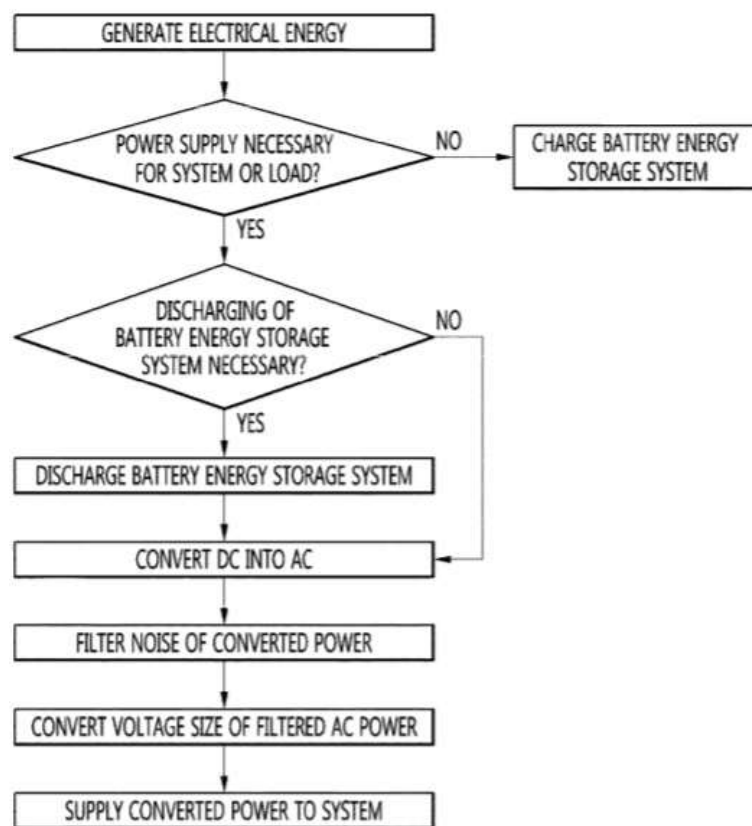 GENERATE ELECTRICAL ENERGY
POWER SUPPLY NECESSARY
FOR SYSTEM OR LOAD?
NO
CHARGE BATTERY ENERGY
STORAGE SYSTEM
YES
DISCHARGING OF
BATTERY ENERGY STORAGE
SYSTEM NECESSARY?
NO
YES
DISCHARGE BATTERY ENERGY STORAGE SYSTEM
CONVERT DC INTO AC
FILTER NOISE OF CONVERTED POWER
CONVERT VOLTAGE SIZE OF FILTERED AC POWER
SUPPLY CONVERTED POWER TO SYSTEM